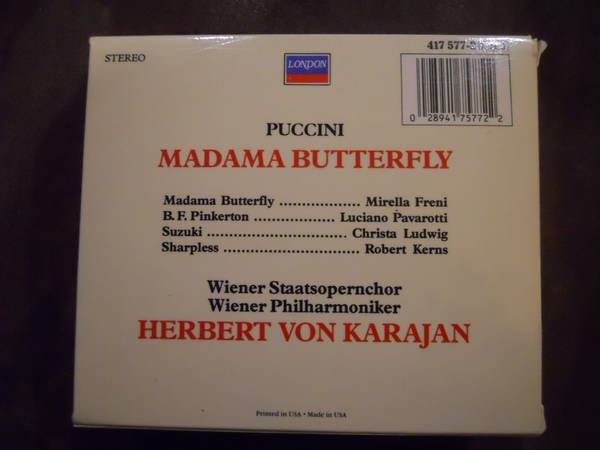 STEREO
LONDON
417 577-2
0 28941 75772 2
PUCCINI
MADAMA BUTTERFLY
Madama Butterfly .................. Mirella Freni
B. F. Pinkerton .................. Luciano Pavarotti
Suzuki ............................... Christa Ludwig
Sharpless .............................. Robert Kerns
Wiener Staatsopernchor
Wiener Philharmoniker
HERBERT VON KARAJAN
Printed in USA • Made in USA